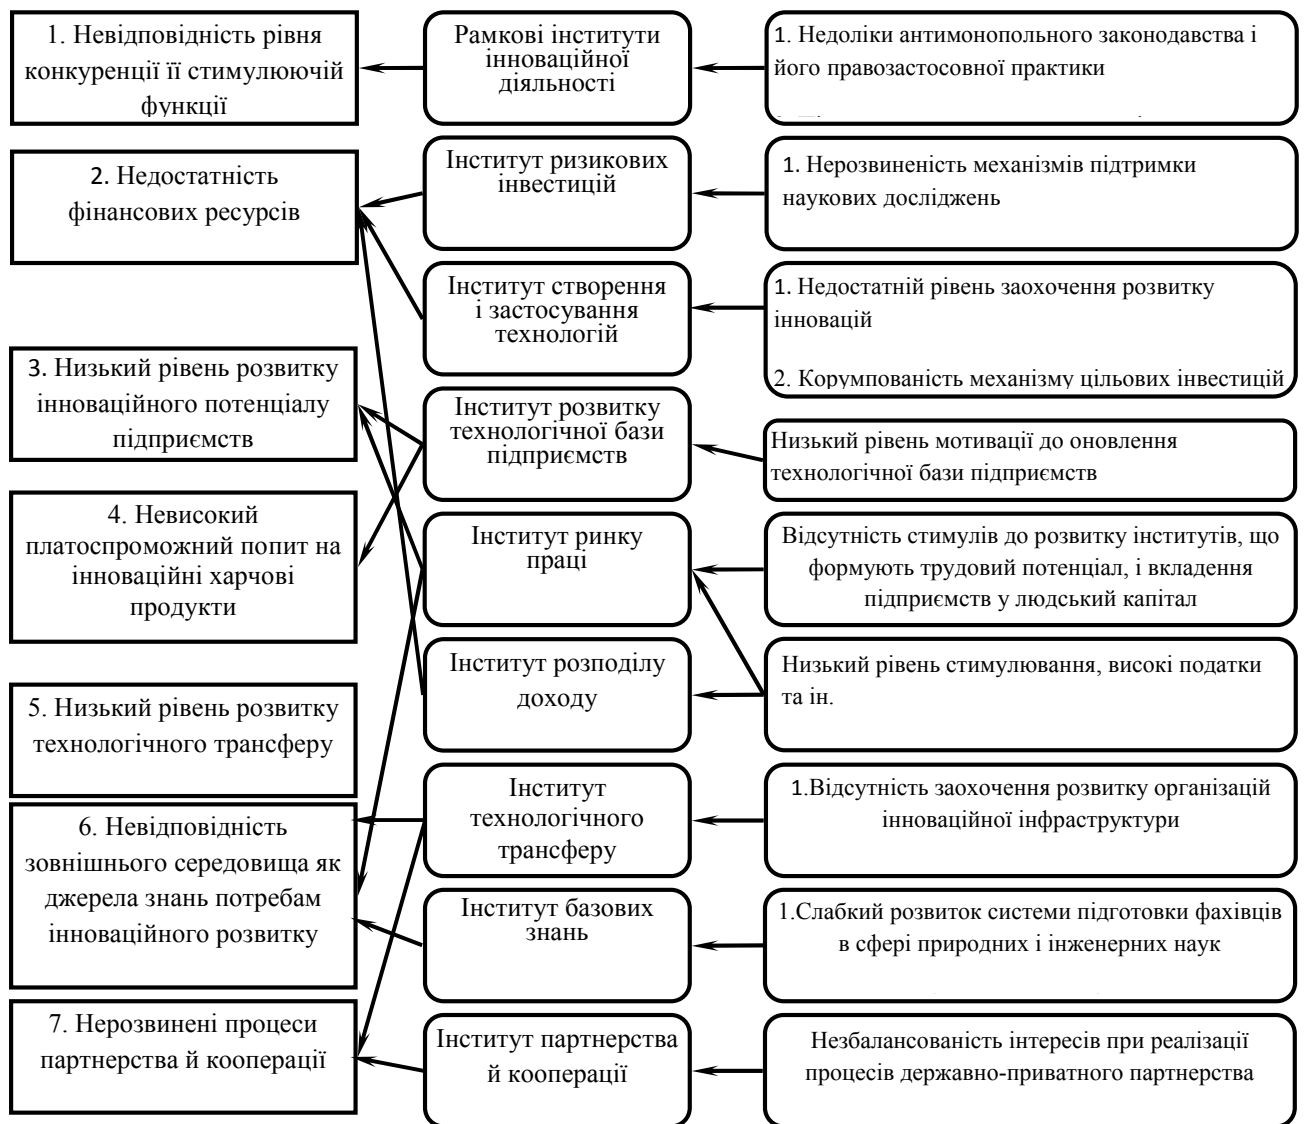 1. Невідповідність рівня
конкуренції її стимулюючій
функції
Рамкові інститути
інноваційної
діяльності
1. Недоліки антимонопольного законодавства і
його правозастосовної практики
2. Недостатність
фінансових ресурсів
Інститут ризикових
інвестицій
1. Нерозвиненість механізмів підтримки
наукових досліджень
Інститут створення
і застосування
технологій
1. Недостатній рівень заохочення розвитку
інновацій
2. Корумпованість механізму цільових інвестицій
3. Низький рівень розвитку
інноваційного потенціалу
підприємств
Інститут розвитку
технологічної бази
підприємств
Низький рівень мотивації до оновлення
технологічної бази підприємств
4. Невисокий
платоспроможний попит на
інноваційні харчові
продукти
Інститут ринку
праці
Відсутність стимулів до розвитку інститутів, що
формують трудовий потенціал, і вкладення
підприємств у людський капітал
Інститут розподілу
доходу
Низький рівень стимулювання, високі податки
та ін.
5. Низький рівень розвитку
технологічного трансферу
Інститут
технологічного
трансферу
1.Відсутність заохочення розвитку організацій
інноваційної інфраструктури
6. Невідповідність
зовнішнього середовища як
джерела знань потребам
інноваційного розвитку
Інститут базових
знань
1.Слабкий розвиток системи підготовки фахівців
в сфері природних і інженерних наук
7. Нерозвинені процеси
партнерства й кооперації
Інститут партнерства
й кооперації
Незбалансованість інтересів при реалізації
процесів державно-приватного партнерства